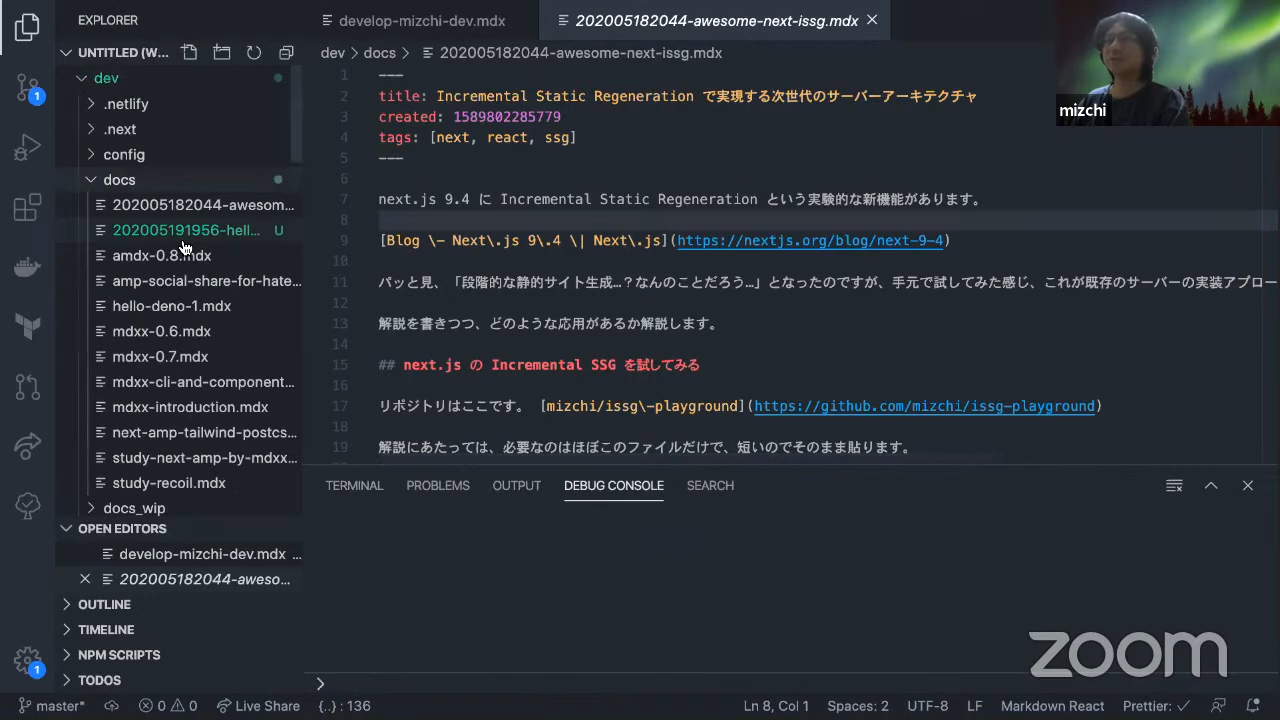 EXPLORER
develop-mizchi-dev.mdx
202005182044-awesome-next-issg.mdx
UNTITLED (W...
dev > docs > 202005182044-awesome-next-issg.mdx
dev
.netlify
.next
config
docs
202005182044-awesom...
202005191956-hell... U
amdx-0.8.mdx
amp-social-share-for-hate...
hello-deno-1.mdx
mdxx-0.6.mdx
mdxx-0.7.mdx
mdxx-cli-and-component...
mdxx-introduction.mdx
next-amp-tailwind-postcs...
study-next-amp-by-mdxx...
study-recoil.mdx
docs_wip
OPEN EDITORS
develop-mizchi-dev.mdx ...
202005182044-aweso...
OUTLINE
TIMELINE
NPM SCRIPTS
TODOS
1
1
1 ---
2 title: Incremental Static Regeneration で実現する次世代のサーバーアーキテクチャ
3 created: 1589802285779
4 tags: [next, react, ssg]
5 ---
6
7 next.js 9.4 に Incremental Static Regeneration という実験的な新機能があります。
8
9 [Blog \- Next\.js 9\.4 \| Next\.js](https://nextjs.org/blog/next-9-4)
10
11 パッと見、「段階的な静的サイト生成…？なんのことだろう…」となったのですが、手元で試してみた感じ、これが既存のサーバーの実装アプロー
12
13 解説を書きつつ、どのような応用があるか解説します。
14
15 ## next.js の Incremental SSG を試してみる
16
17 リポジトリはここです。 [mizchi/issg\-playground](https://github.com/mizchi/issg-playground)
18
19 解説にあたっては、必要なのはほぼこのファイルだけで、短いのでそのまま貼ります。
mizchi
TERMINAL PROBLEMS OUTPUT DEBUG CONSOLE SEARCH
zoom
master* 0 0 Live Share {..} : 136 Ln 8, Col 1 Spaces: 2 UTF-8 LF Markdown React Prettier: ✓